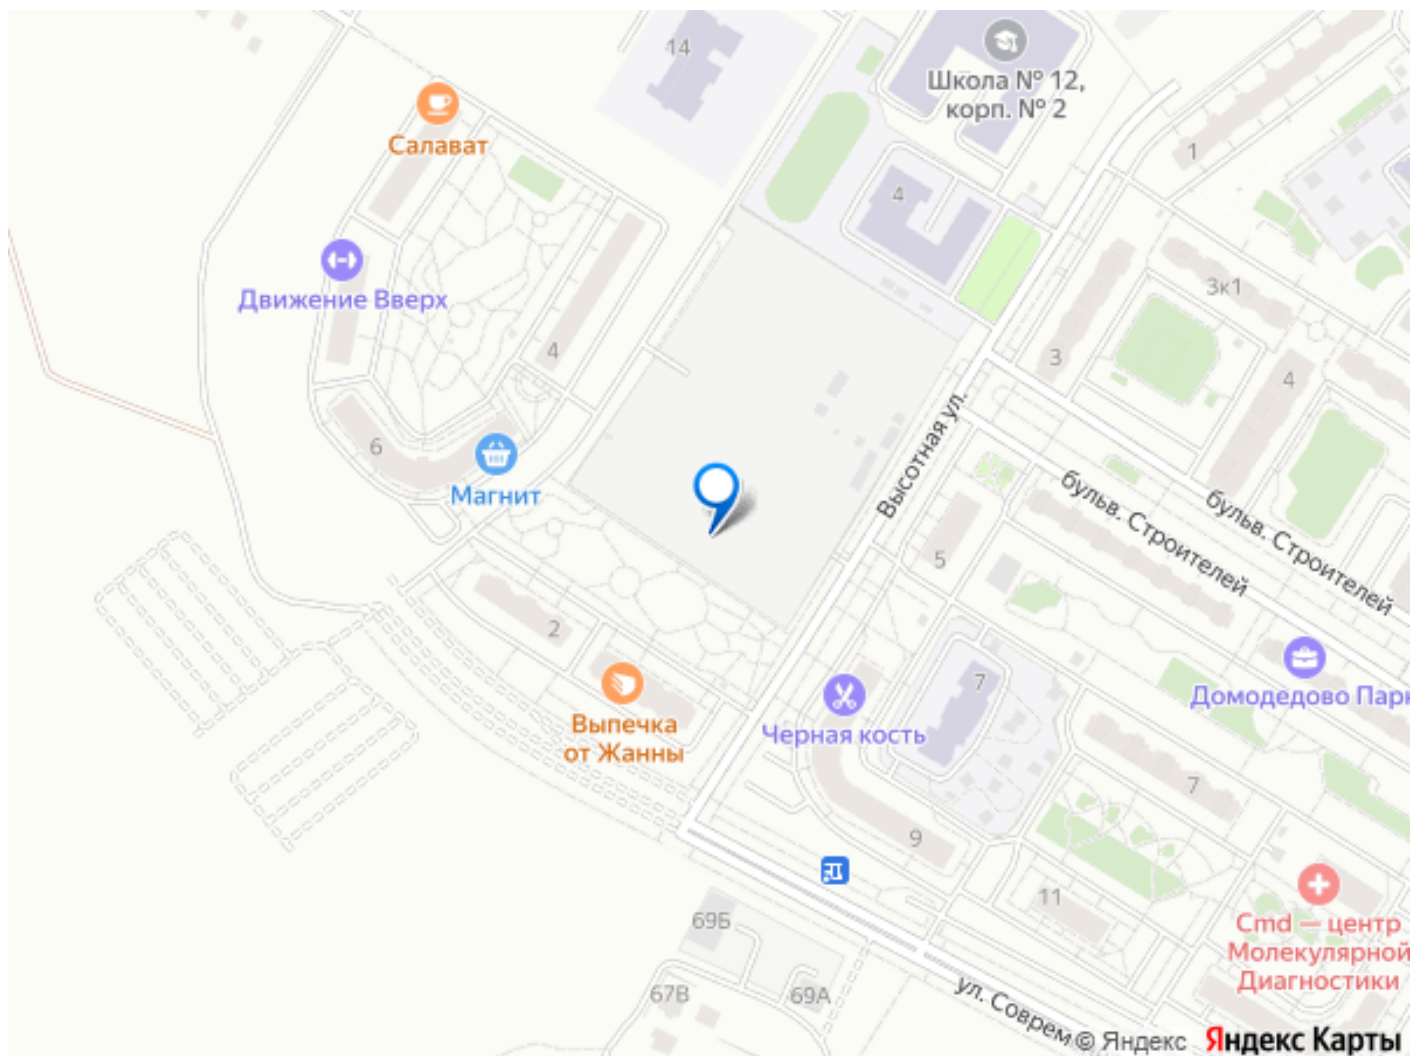 14
Школа № 12,
корп. № 2
Салават
1
4
Движение Вверх
3к1
3
4
4
6
Магнит
Высотная ул.
бульв. Строителей
бульв. Строителей
5
2
7
Домодедово Парк
Выпечка
от Жанны
Черная кость
7
9
11
69Б
Cmd — центр
Молекулярной
Диагностики
67В
69А
ул. Соврем
© Яндекс
Яндекс Карты